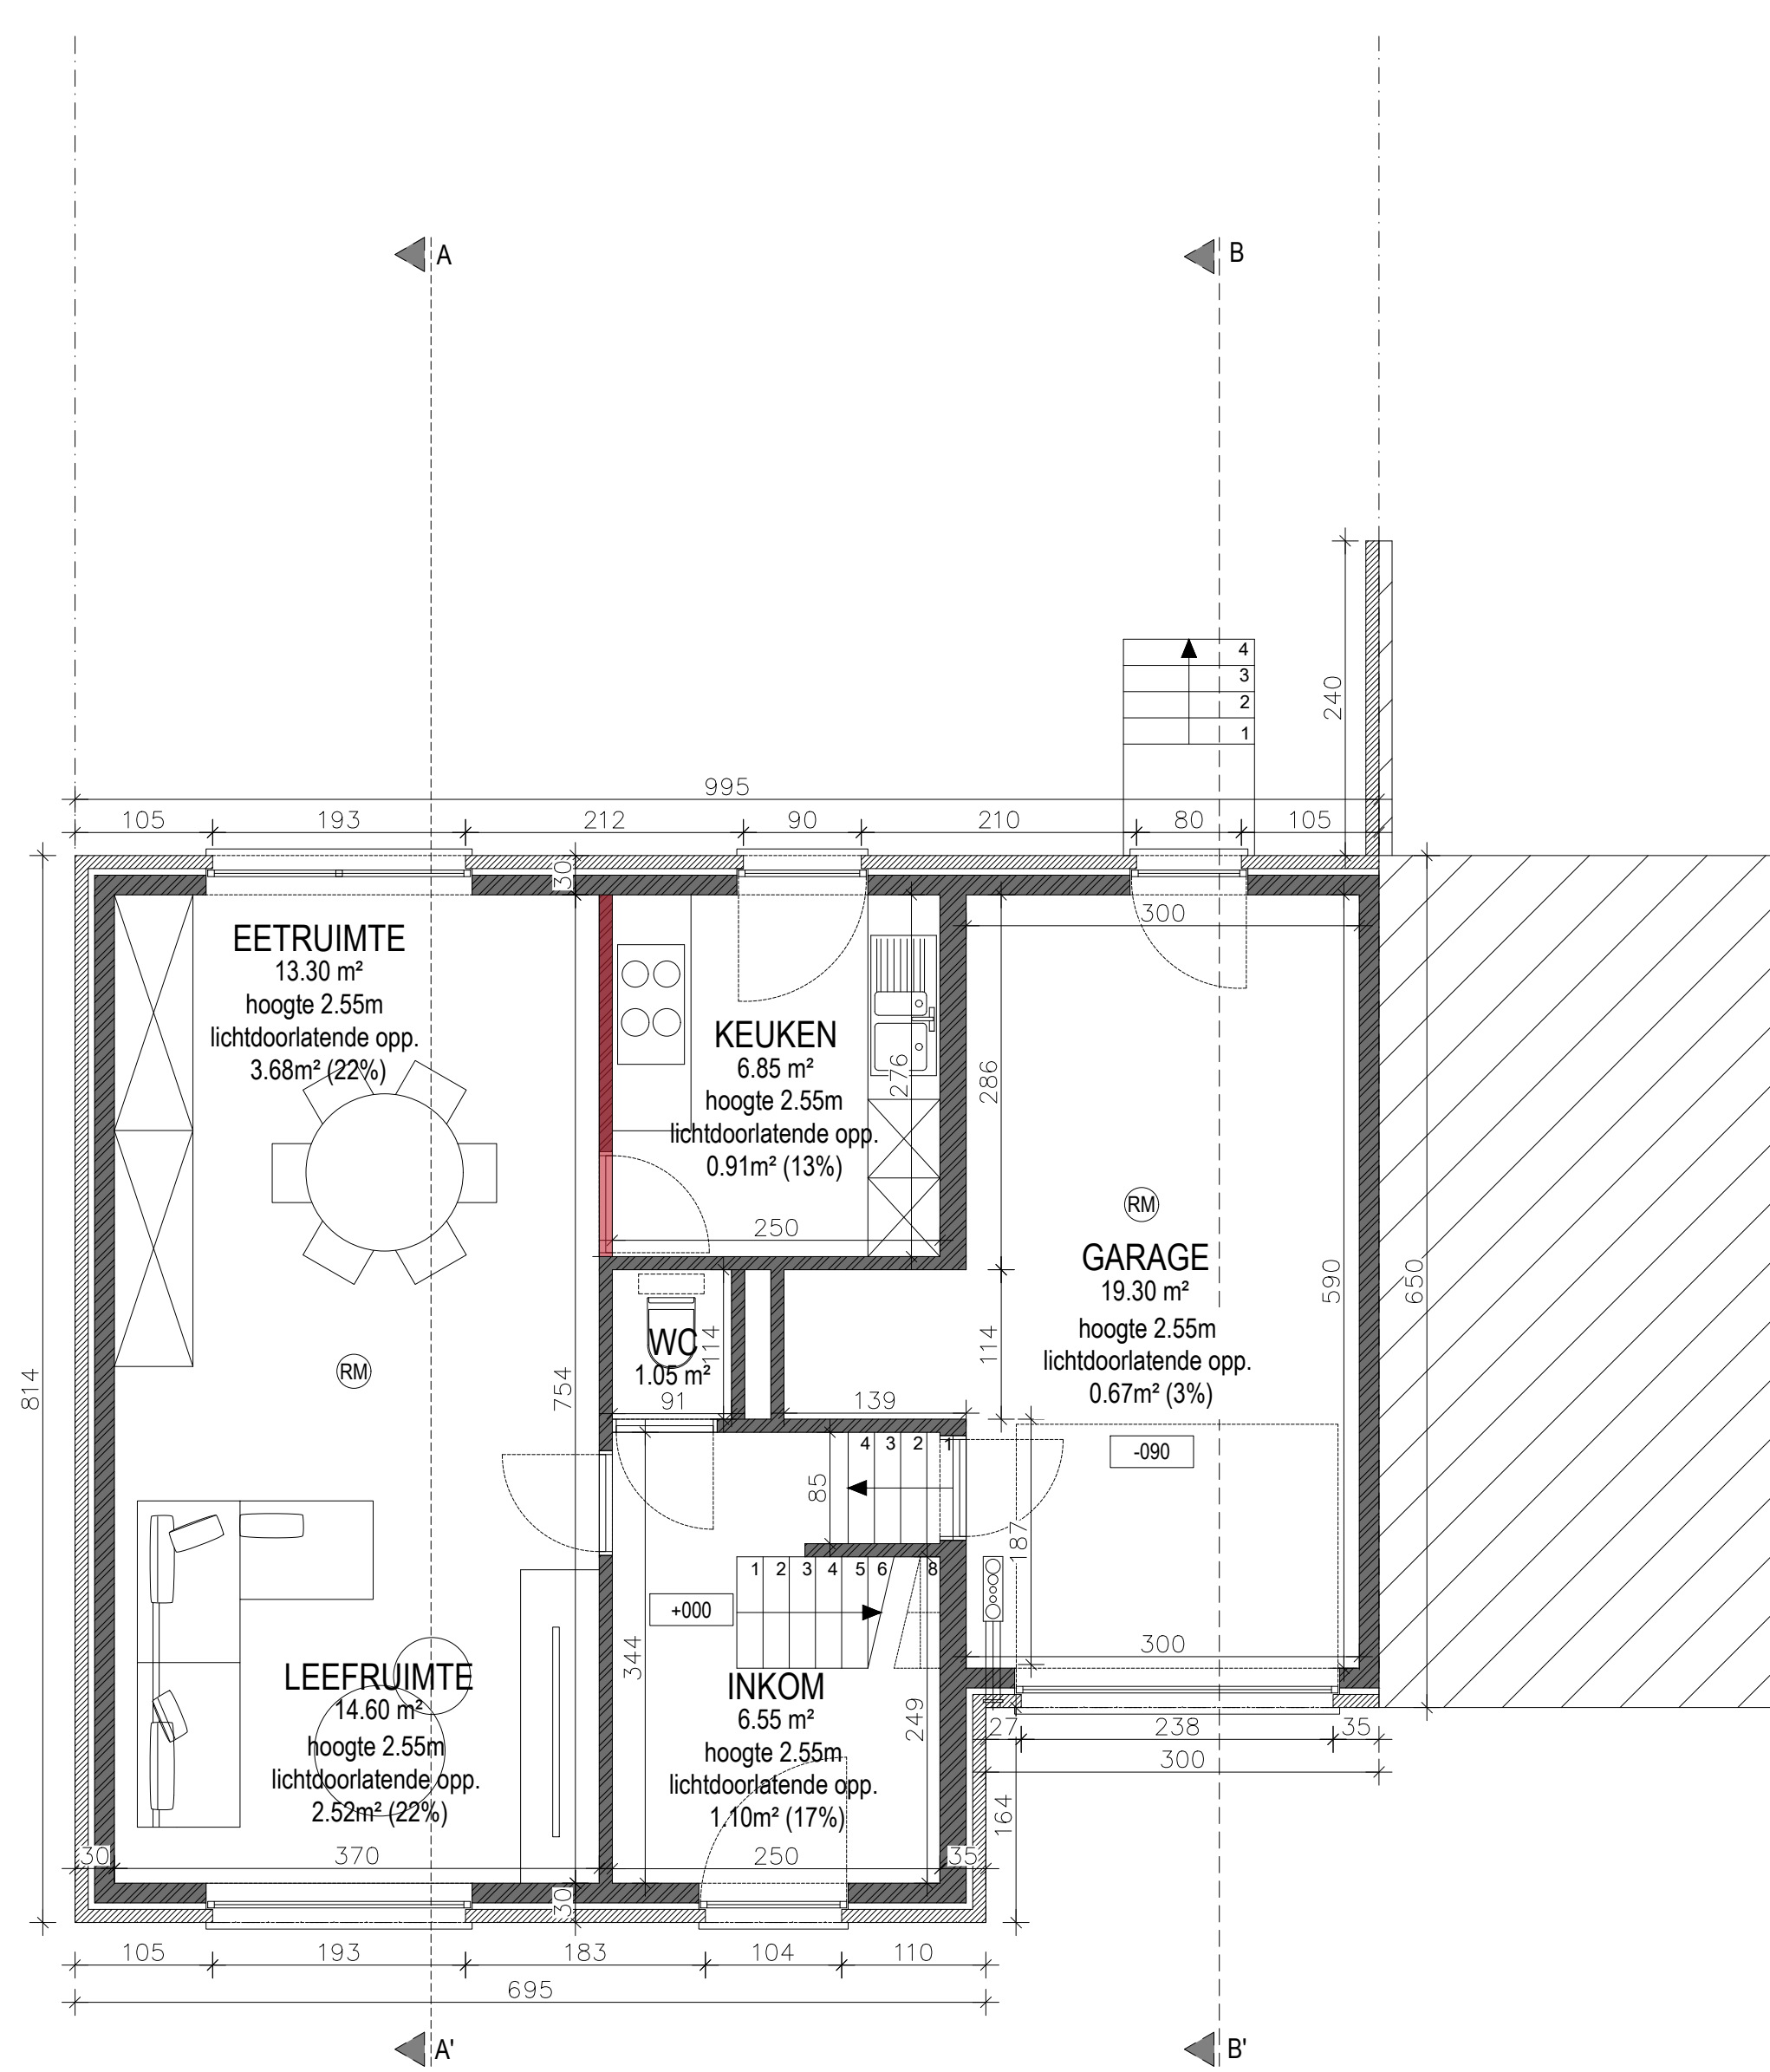 A
B
4
3
2
1
240
995
105
193
212
90
210
80
105
30
300
EETRUIMTE
13.30 m²
hoogte 2.55m
lichtdoorlatende opp.
3.68m² (22%)
KEUKEN
6.85 m²
hoogte 2.55m
lichtdoorlatende opp.
0.91m² (13%)
276
286
250
RM
GARAGE
19.30 m²
hoogte 2.55m
lichtdoorlatende opp.
0.67m² (3%)
590
650
WC
1.05 m²
114
91
114
139
RM
754
814
4
3
2
1
85
-090
187
1
2
3
4
5
6
8
+000
344
300
LEEFRUIMTE
14.60 m²
hoogte 2.55m
lichtdoorlatende opp.
2.52m² (22%)
INKOM
6.55 m²
hoogte 2.55m
lichtdoorlatende opp.
1.10m² (17%)
249
27
238
35
300
164
30
370
250
35
30
105
193
183
104
110
695
A'
B'